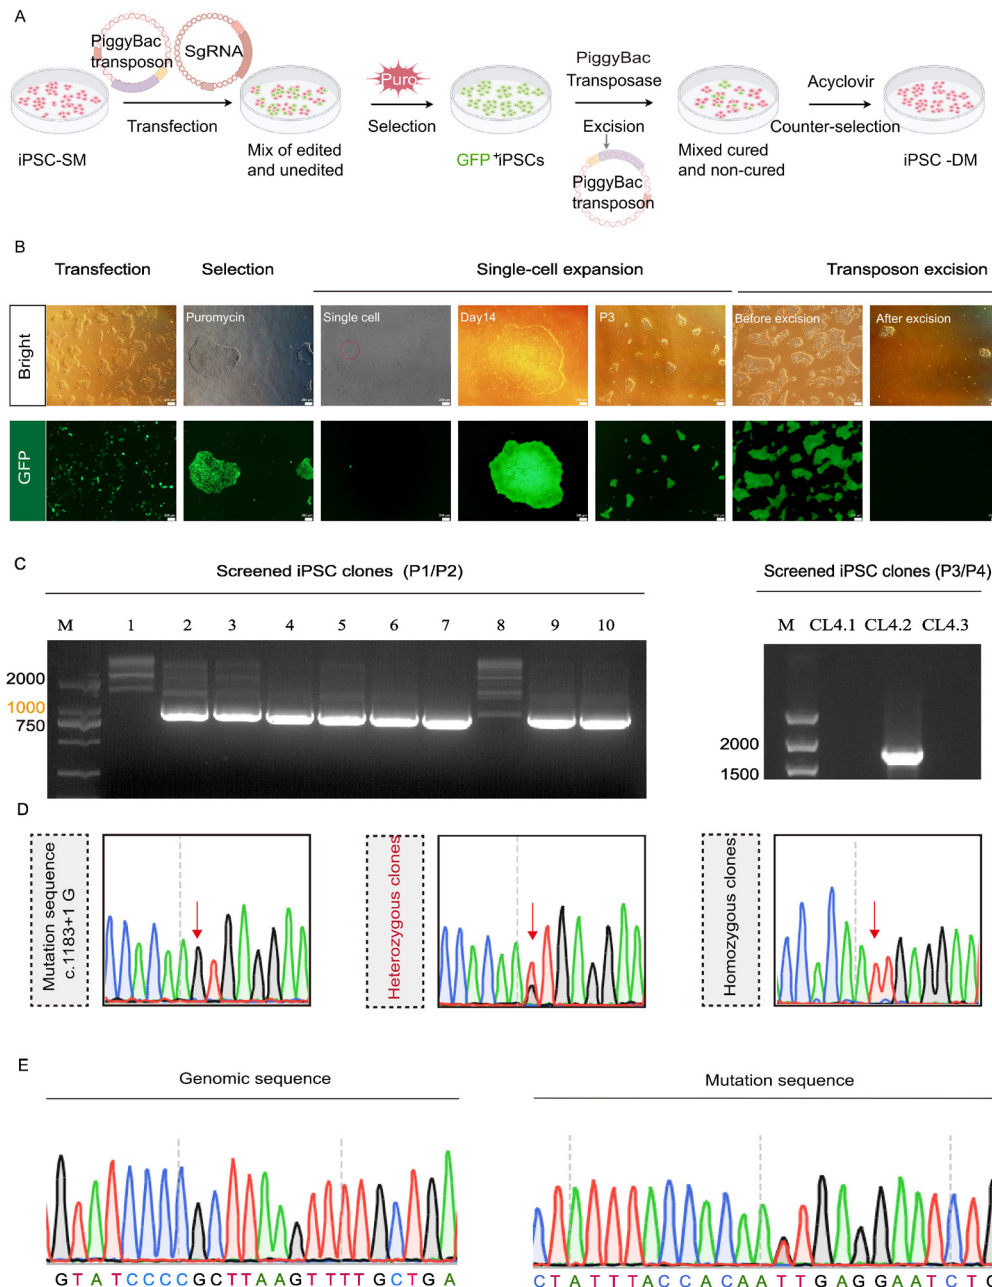 A
PiggyBac
transposon
SgRNA
Puro
PiggyBac
Transposase
Acyclovir
Transfection
Selection
Excision
Counter-selection
iPSC-SM
Mix of edited
and unedited
GFP +iPSCs
PiggyBac
transposon
Mixed cured
and non-cured
iPSC -DM
B
Transfection
Selection
Single-cell expansion
Transposon excision
Bright
Puromycin
Single cell
Day14
P3
Before excision
After excision
GFP
C
Screened iPSC clones (P1/P2)
Screened iPSC clones (P3/P4)
M 1 2 3 4 5 6 7 8 9 10
M CL4.1 CL4.2 CL4.3
2000
1000
750
2000
1500
D
Mutation sequence
c.1183+1 G
Heterozygous clones
Homozygous clones
E
Genomic sequence
Mutation sequence
G T A T C C C C G C T T A A G T T T T G C T G A
C T A T T T A C C A C A A T T G A G G A A T C T C